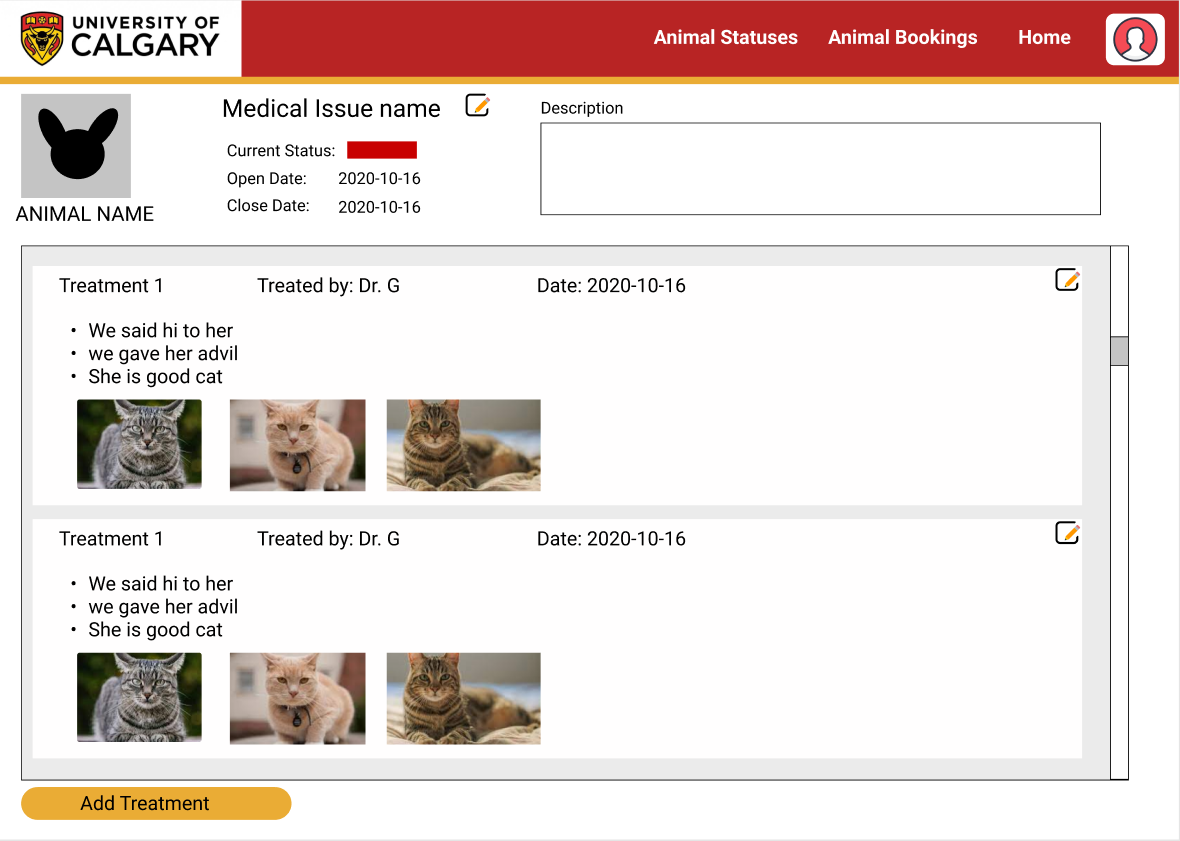 UNIVERSITY OF
CALGARY
Animal Statuses Animal Bookings Home
Medical Issue name
Description
Current Status:
Open Date: 2020-10-16
Close Date: 2020-10-16
ANIMAL NAME
Treatment 1 Treated by: Dr. G Date: 2020-10-16
• We said hi to her
• we gave her advil
• She is good cat
Treatment 1 Treated by: Dr. G Date: 2020-10-16
• We said hi to her
• we gave her advil
• She is good cat
Add Treatment